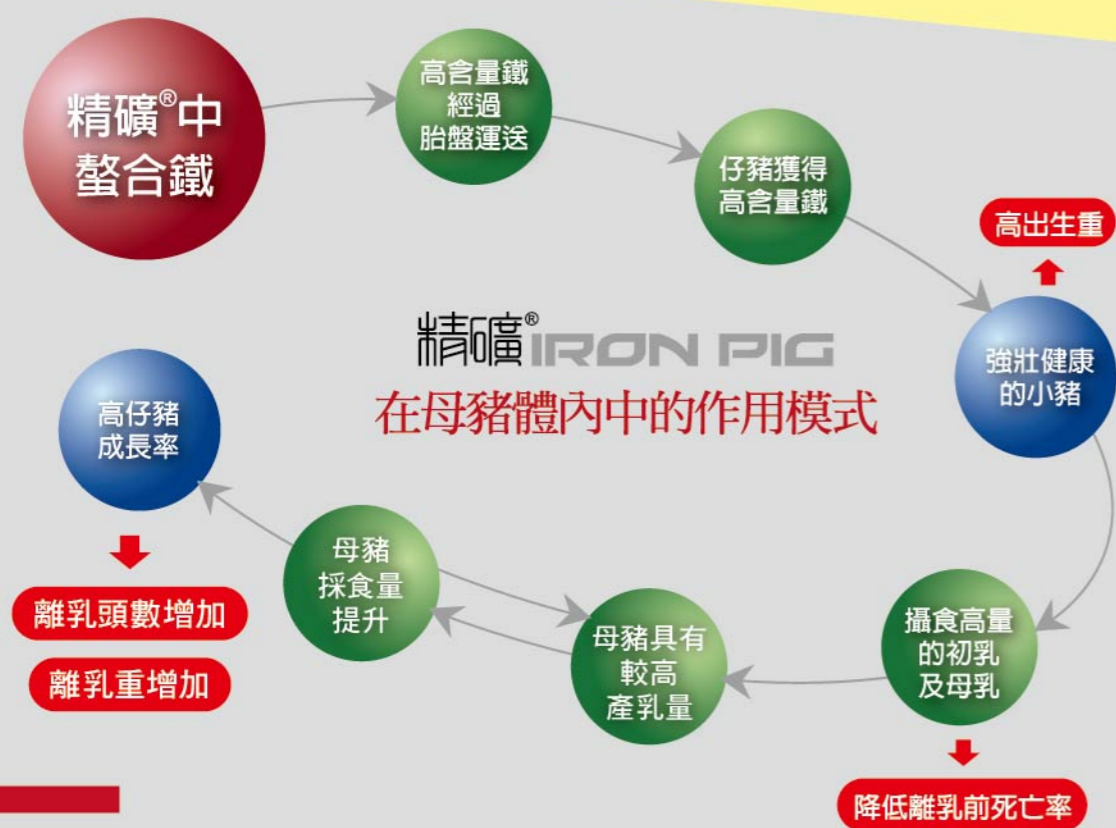 精礦®中
螯合鐵
高含量鐵
經過
胎盤運送
仔豬獲得
高含量鐵
高出生重
強壯健康
的小豬
精礦® IRON PIG
在母豬體內中的作用模式
攝食高量
的初乳
及母乳
降低離乳前死亡率
母豬具有
較高
產乳量
母豬
採食量
提升
高仔豬
成長率
離乳頭數增加
離乳重增加